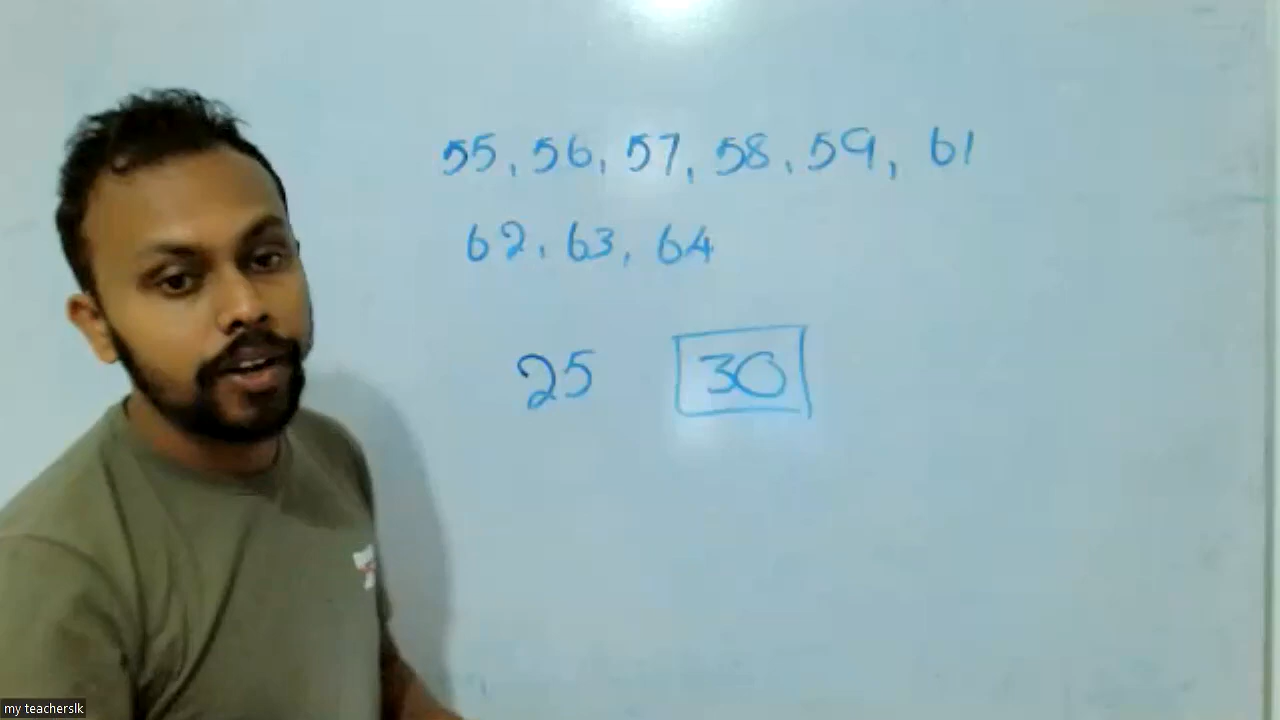 55, 56, 57, 58, 59, 61
62, 63, 64
25 30
my teacherslk